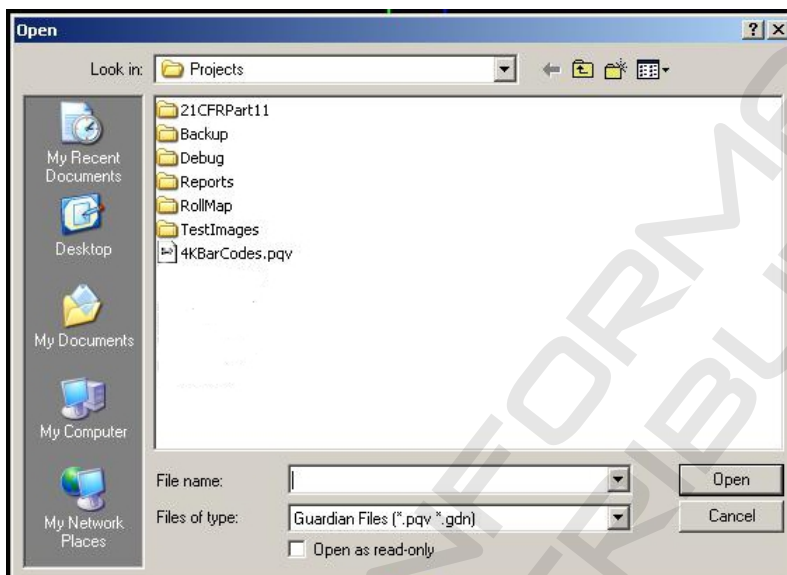 Open
Look in: Projects
21CFRPart11
Backup
Debug
Reports
RollMap
TestImages
4KBarCodes.pqv
My Recent
Documents
Desktop
My Documents
My Computer
My Network
Places
File name:
Open
Files of type: Guardian Files (*.pqv *.gdn)
Cancel
Open as read-only